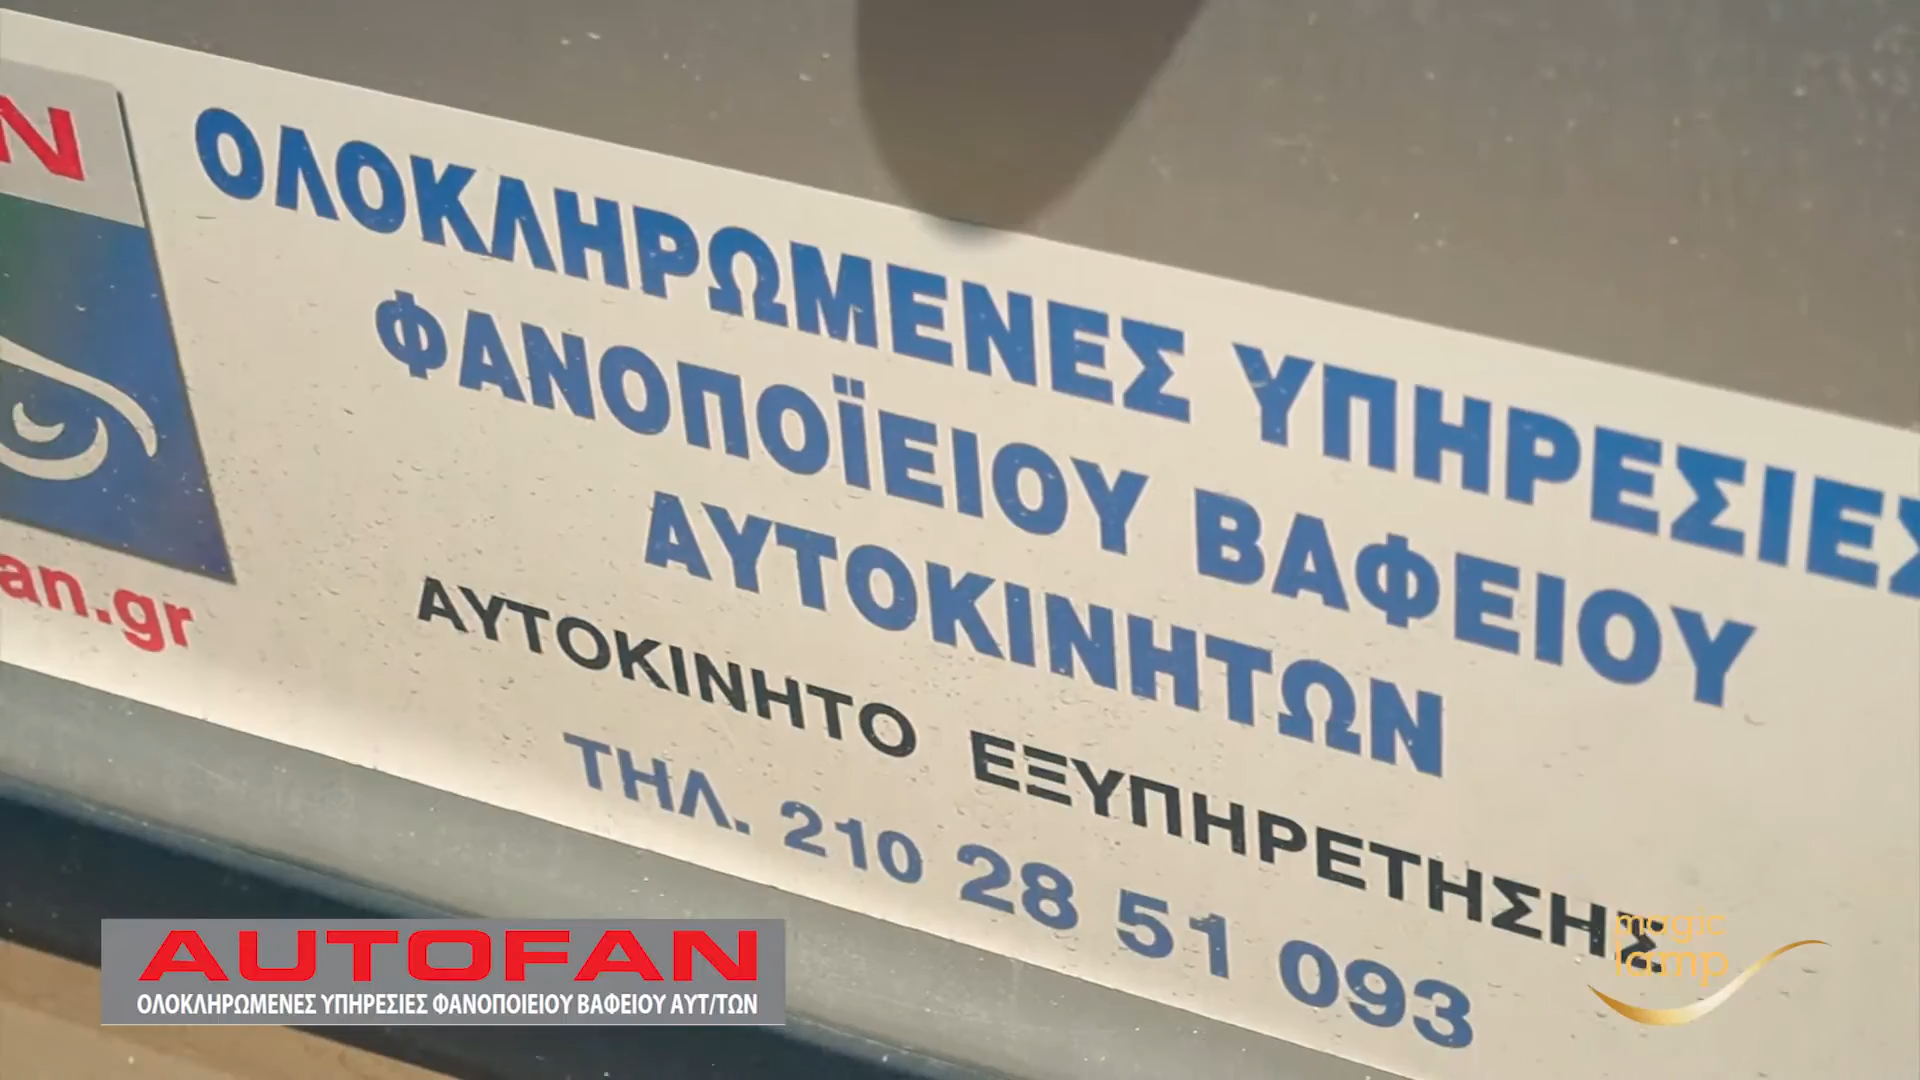 N
an.gr
ΟΛΟΚΛΗΡΩΜΕΝΕΣ ΥΠΗΡΕΣΙΕΣ
ΦΑΝΟΠΟΪΕΙΟΥ ΒΑΦΕΙΟΥ
ΑΥΤΟΚΙΝΗΤΩΝ
ΑΥΤΟΚΙΝΗΤΟ ΕΞΥΠΗΡΕΤΗΣΗΣ
ΤΗΛ. 210 28 51 093
AUTOFAN
ΟΛΟΚΛΗΡΩΜΕΝΕΣ ΥΠΗΡΕΣΙΕΣ ΦΑΝΟΠΟΙΕΙΟΥ ΒΑΦΕΙΟΥ ΑΥΤ/ΤΩΝ
magic
lamp